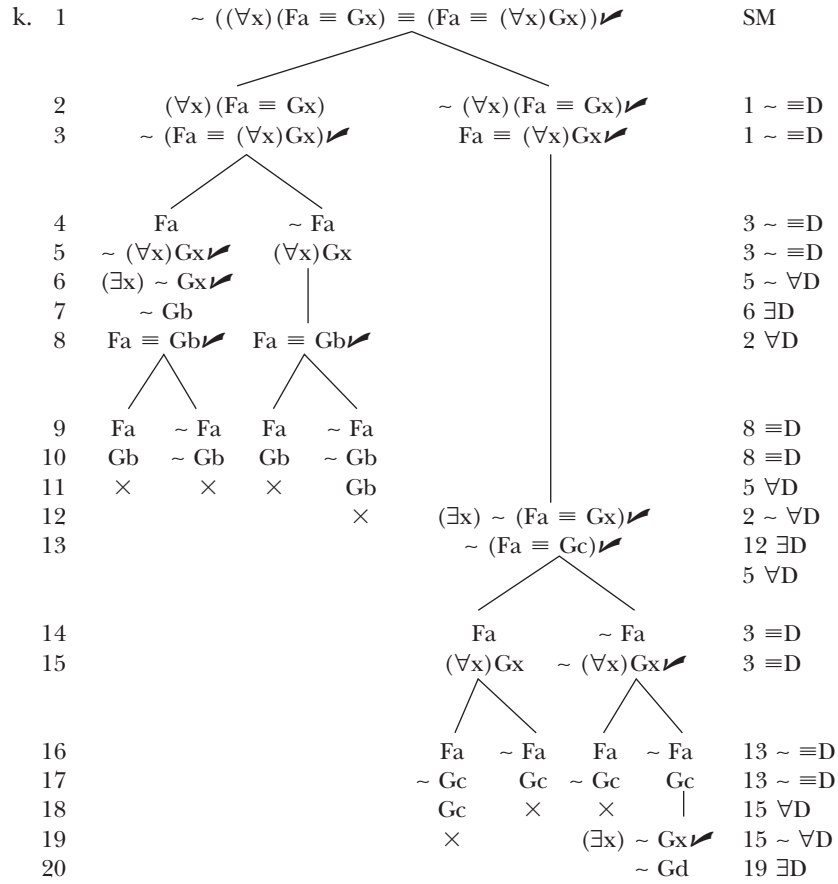 k. 1 ~ ((∀x)(Fa ≡ Gx) ≡ (Fa ≡ (∀x)Gx))✓ SM
2 (∀x)(Fa ≡ Gx) ~ (∀x)(Fa ≡ Gx)✓ 1 ~ ≡D
3 ~ (Fa ≡ (∀x)Gx)✓ Fa ≡ (∀x)Gx✓ 1 ~ ≡D
4 Fa ~ Fa 3 ~ ≡D
5 ~ (∀x)Gx✓ (∀x)Gx 3 ~ ≡D
6 (∃x) ~ Gx✓ 5 ~ ∀D
7 ~ Gb 6 ∃D
8 Fa ≡ Gb✓ Fa ≡ Gb✓ 2 ∀D
9 Fa ~ Fa Fa ~ Fa 8 ≡D
10 Gb ~ Gb Gb ~ Gb 8 ≡D
11 × × × Gb 5 ∀D
12 × (∃x) ~ (Fa ≡ Gx)✓ 2 ~ ∀D
13 ~ (Fa ≡ Gc)✓ 12 ∃D
5 ∀D
14 Fa ~ Fa 3 ≡D
15 (∀x)Gx ~ (∀x)Gx✓ 3 ≡D
16 Fa ~ Fa Fa ~ Fa 13 ~ ≡D
17 ~ Gc Gc ~ Gc Gc 13 ~ ≡D
18 Gc × × 15 ∀D
19 × (∃x) ~ Gx✓ 15 ~ ∀D
20 ~ Gd 19 ∃D